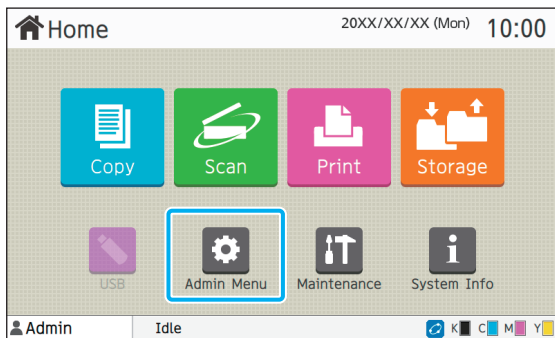 Home 20XX/XX/XX (Mon) 10:00
Copy Scan Print Storage
USB Admin Menu Maintenance System Info
Admin Idle K C M Y